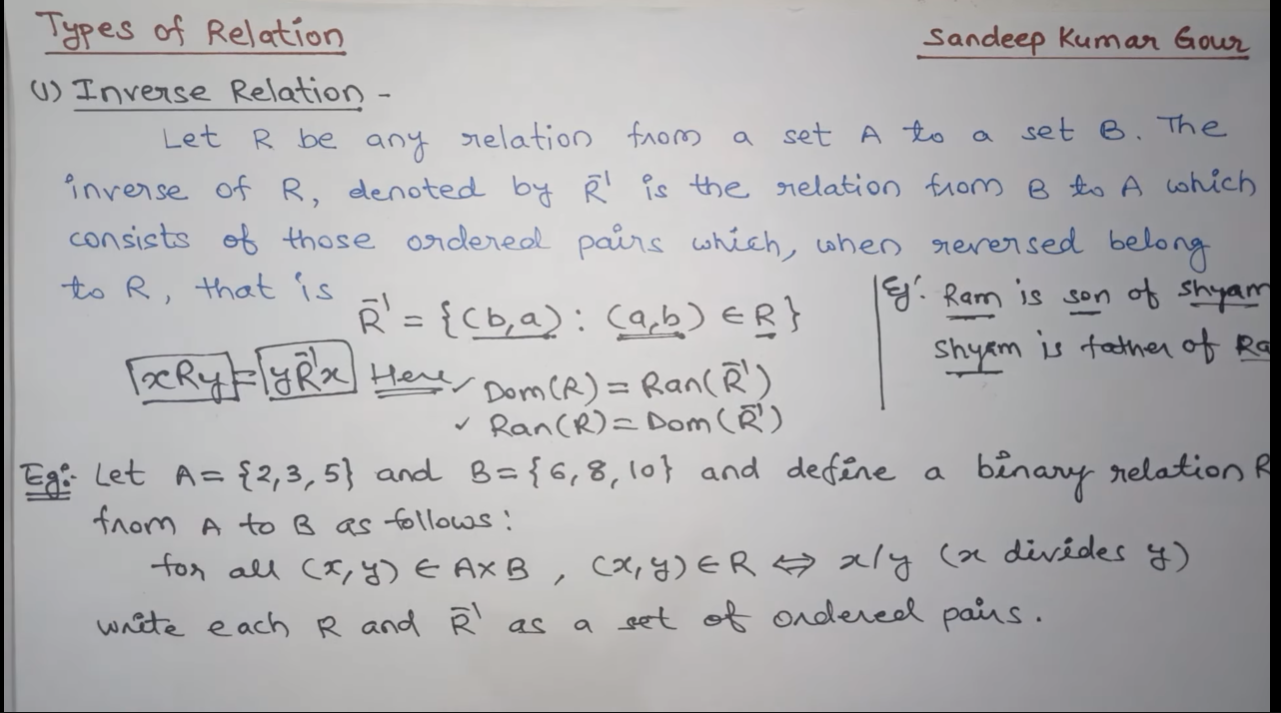 Types of Relation
Sandeep Kumar Gour
(1) Inverse Relation -
Let R be any relation from a set A to a set B. The
inverse of R, denoted by R⁻¹ is the relation from B to A which
consists of those ordered pairs which, when reversed belong
to R, that is
R⁻¹ = {(b,a) : (a,b) ∈ R}
Eg: Ram is son of Shyam
Shyam is father of Ra
xRy = yR⁻¹x Here ✓ Dom(R) = Ran(R⁻¹)
✓ Ran(R) = Dom(R⁻¹)
Eg:- Let A = {2,3,5} and B = {6,8,10} and define a binary relation R
from A to B as follows:
for all (x,y) ∈ A×B , (x,y) ∈ R ⇔ x/y (x divides y)
write each R and R⁻¹ as a set of ordered pairs.